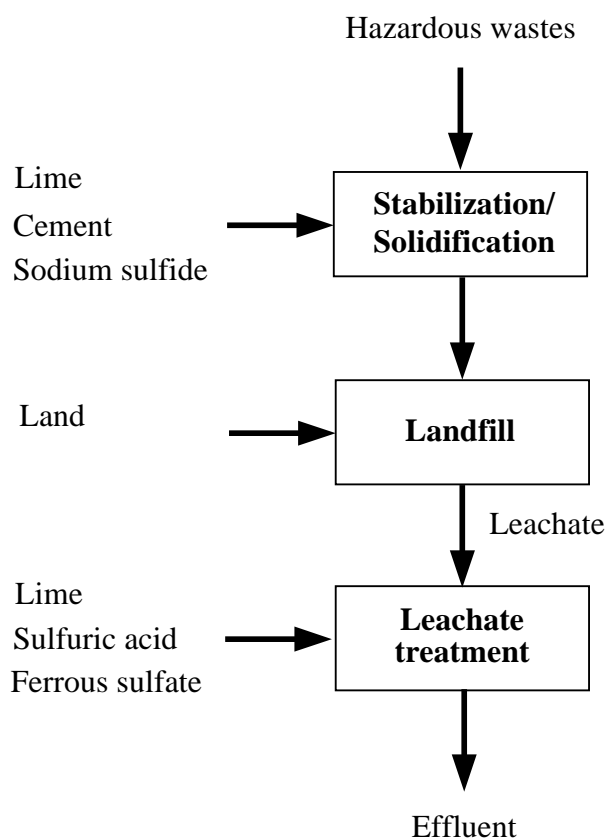 Hazardous wastes
Lime
Cement
Sodium sulfide
Stabilization/
Solidification
Land
Landfill
Leachate
Lime
Sulfuric acid
Ferrous sulfate
Leachate
treatment
Effluent